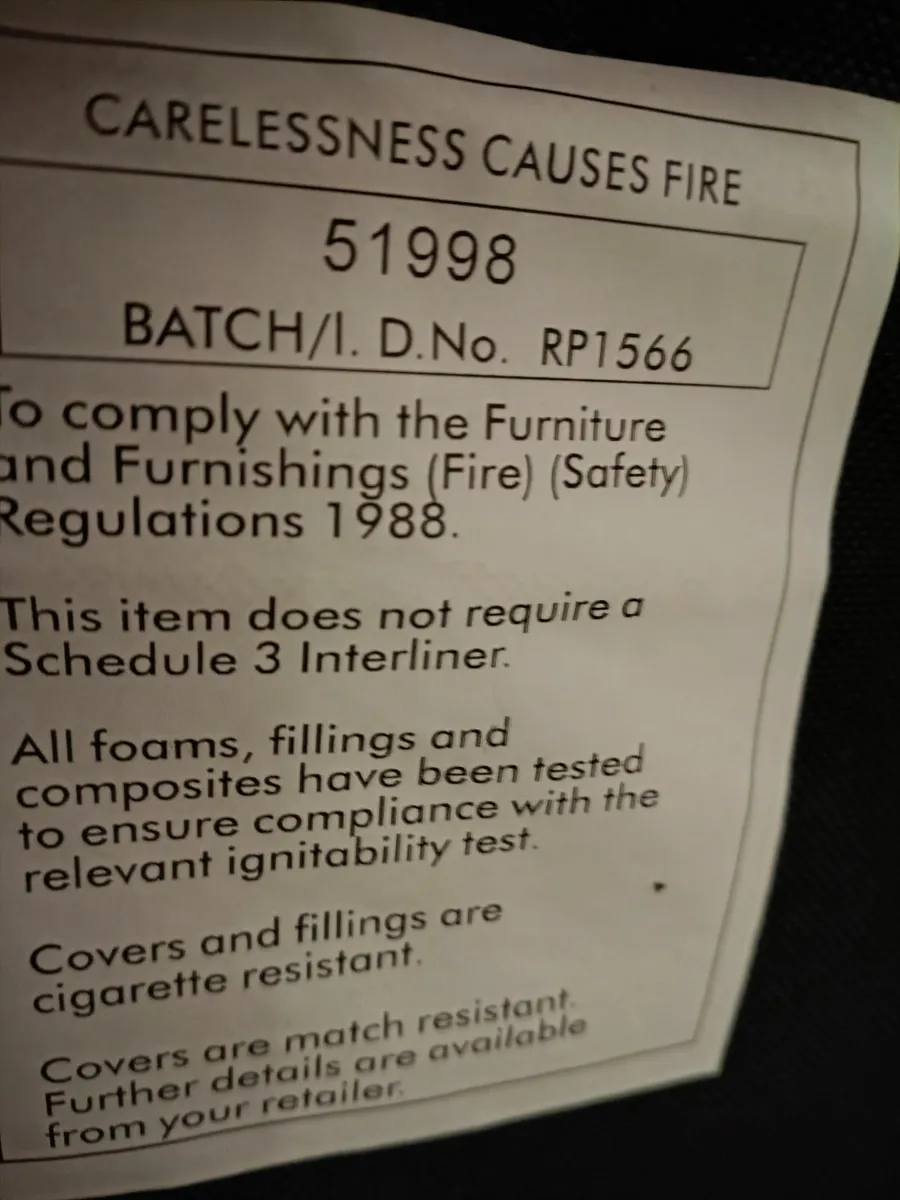 CARELESSNESS CAUSES FIRE
51998
BATCH/I. D.No. RP1566
To comply with the Furniture
and Furnishings (Fire) (Safety)
Regulations 1988.
This item does not require a
Schedule 3 Interliner.
All foams, fillings and
composites have been tested
to ensure compliance with the
relevant ignitability test.
Covers and fillings are
cigarette resistant.
Covers are match resistant.
Further details are available
from your retailer.